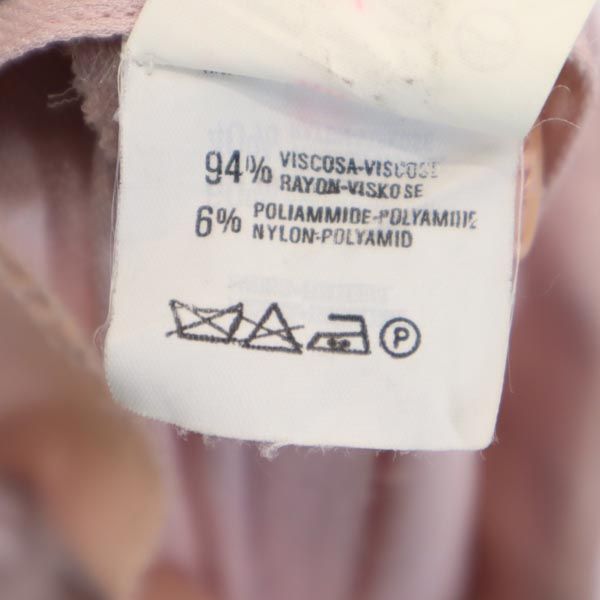 94% VISCOSA-VISCOSE
RAYON-VISKOSE
6% POLIAMMIDE-POLYAMIDE
NYLON-POLYAMID
P